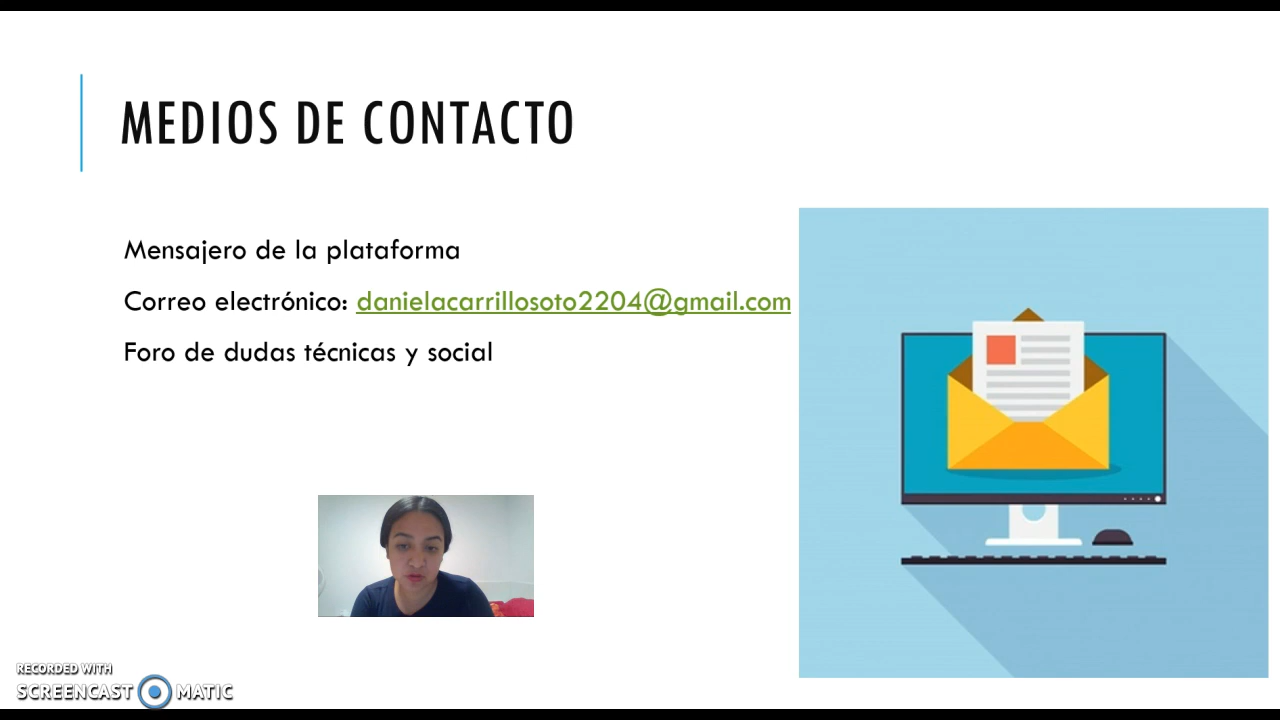 MEDIOS DE CONTACTO
Mensajero de la plataforma
Correo electrónico: danielacarrillosoto2204@gmail.com
Foro de dudas técnicas y social
RECORDED WITH
SCREENCAST MATIC